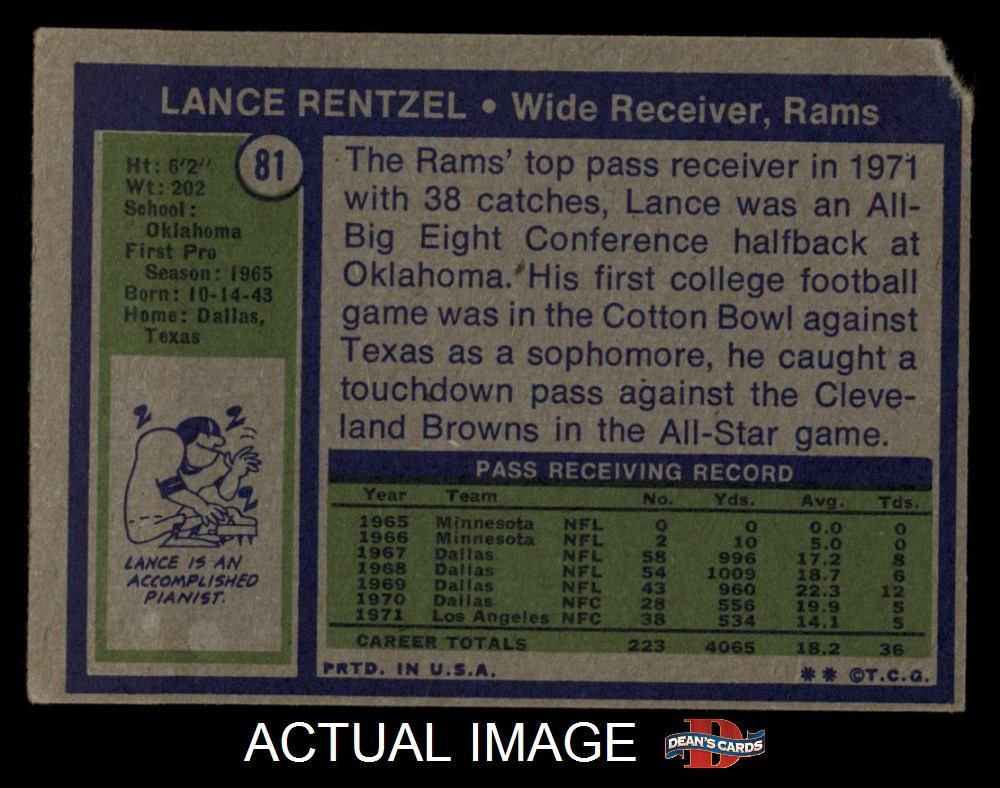 LANCE RENTZEL • Wide Receiver, Rams
81
Ht: 6'2''
Wt: 202
School:
Oklahoma
First Pro
Season: 1965
Born: 10-14-43
Home: Dallas,
Texas
The Rams' top pass receiver in 1971
with 38 catches, Lance was an All-
Big Eight Conference halfback at
Oklahoma. His first college football
game was in the Cotton Bowl against
Texas as a sophomore, he caught a
touchdown pass against the Cleve-
land Browns in the All-Star game.
2 2
2
LANCE IS AN
ACCOMPLISHED
PIANIST.
PASS RECEIVING RECORD
Year Team No. Yds. Avg. Tds.
1965 Minnesota NFL 0 0 0.0 0
1966 Minnesota NFL 2 10 5.0 0
1967 Dallas NFL 58 996 17.2 8
1968 Dallas NFL 54 1009 18.7 6
1969 Dallas NFL 43 960 22.3 12
1970 Dallas NFC 28 556 19.9 5
1971 Los Angeles NFC 38 534 14.1 5
CAREER TOTALS 223 4065 18.2 36
PRTD. IN U.S.A. ** ©T.C.G.
ACTUAL IMAGE
DEAN'S CARDS